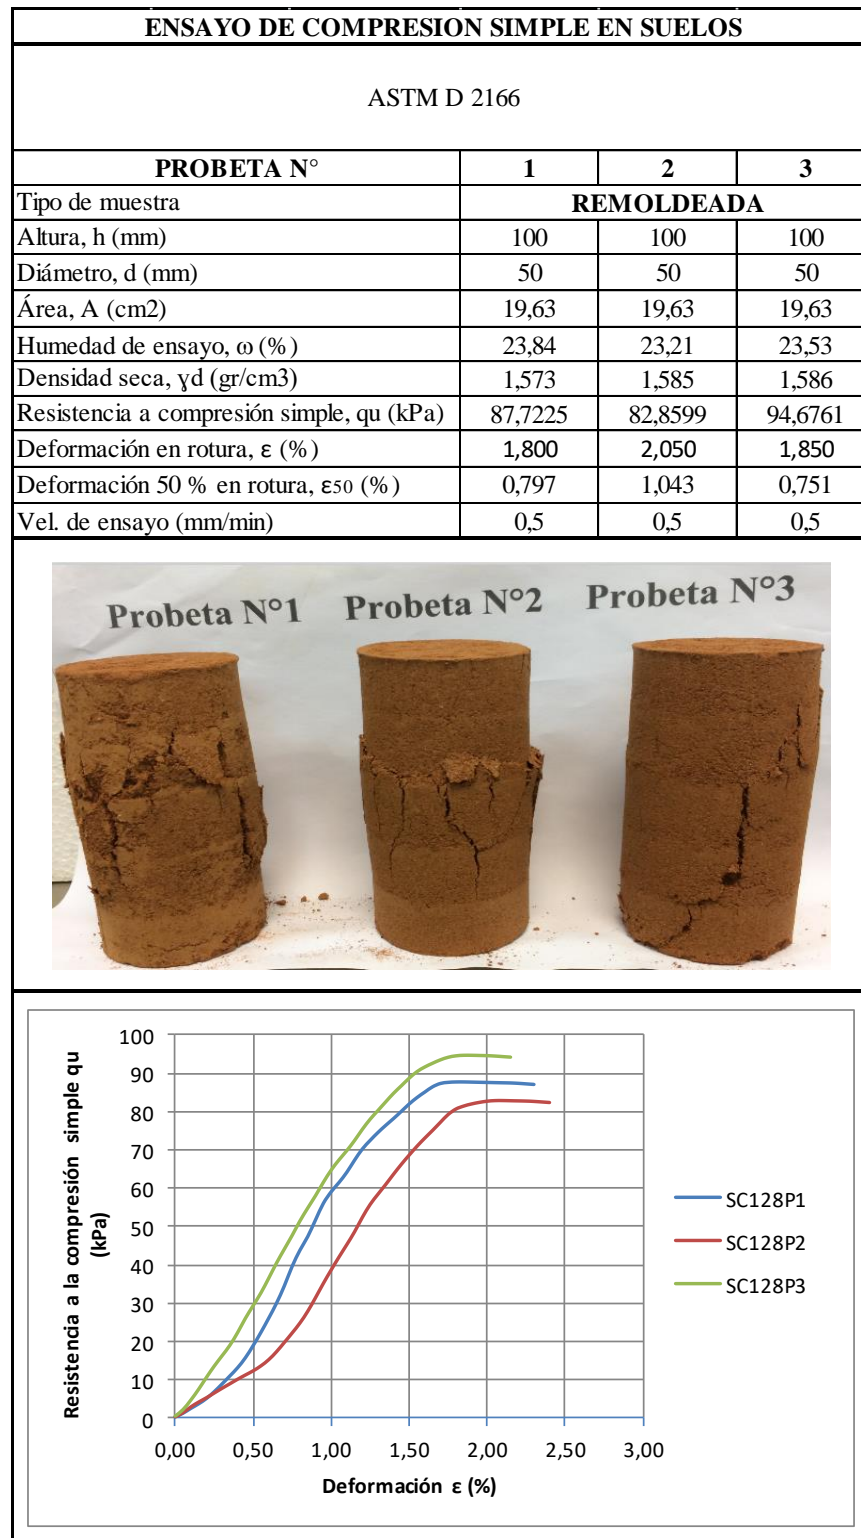 ENSAYO DE COMPRESION SIMPLE EN SUELOS
ASTM D 2166
PROBETA N° 1 2 3
Tipo de muestra REMOLDEADA
Altura, h (mm) 100 100 100
Diámetro, d (mm) 50 50 50
Área, A (cm2) 19,63 19,63 19,63
Humedad de ensayo, ω (%) 23,84 23,21 23,53
Densidad seca, ɣd (gr/cm3) 1,573 1,585 1,586
Resistencia a compresión simple, qu (kPa) 87,7225 82,8599 94,6761
Deformación en rotura, ε (%) 1,800 2,050 1,850
Deformación 50 % en rotura, ε50 (%) 0,797 1,043 0,751
Vel. de ensayo (mm/min) 0,5 0,5 0,5
Probeta N°1 Probeta N°2 Probeta N°3
Resistencia a la compresión simple qu
(kPa)
100
90
80
70
60
50
40
30
20
10
0
0,00 0,50 1,00 1,50 2,00 2,50 3,00
Deformación ε (%)
SC128P1
SC128P2
SC128P3